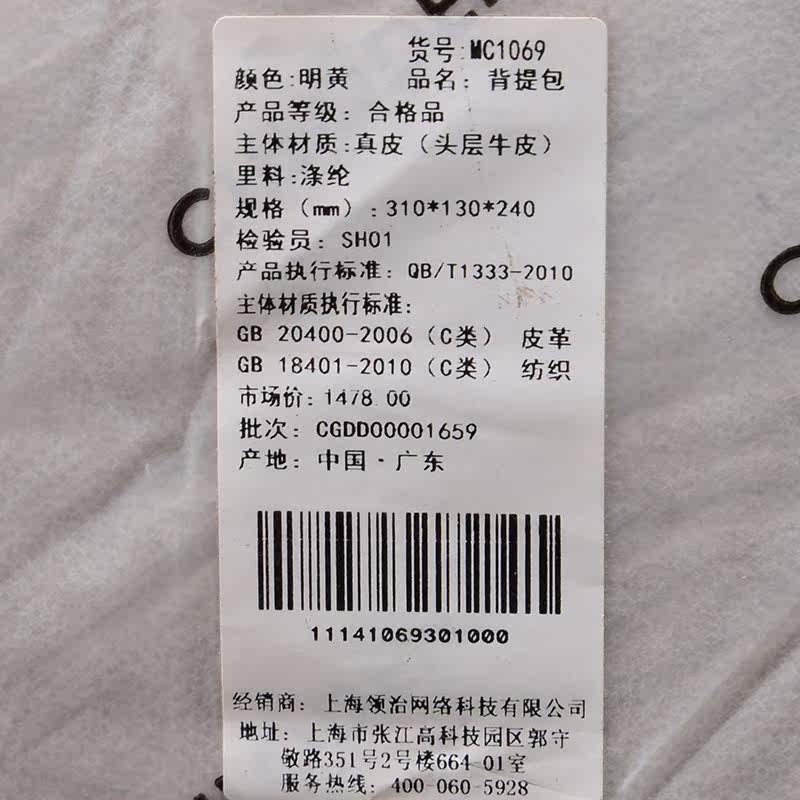 货号:MC1069
颜色:明黄 品名: 背提包
产品等级: 合格品
主体材质:真皮（头层牛皮）
里料:涤纶
规格（mm）:310*130*240
检验员: SH01
产品执行标准: QB/T1333-2010
主体材质执行标准:
GB 20400-2006（C类） 皮革
GB 18401-2010（C类） 纺织
市场价: 1478.00
批次: CGDD00001659
产地: 中国·广东
11141069301000
经销商: 上海领冶网络科技有限公司
地址: 上海市张江高科技园区郭守
敬路351号2号楼664-01室
服务热线: 400-060-5928